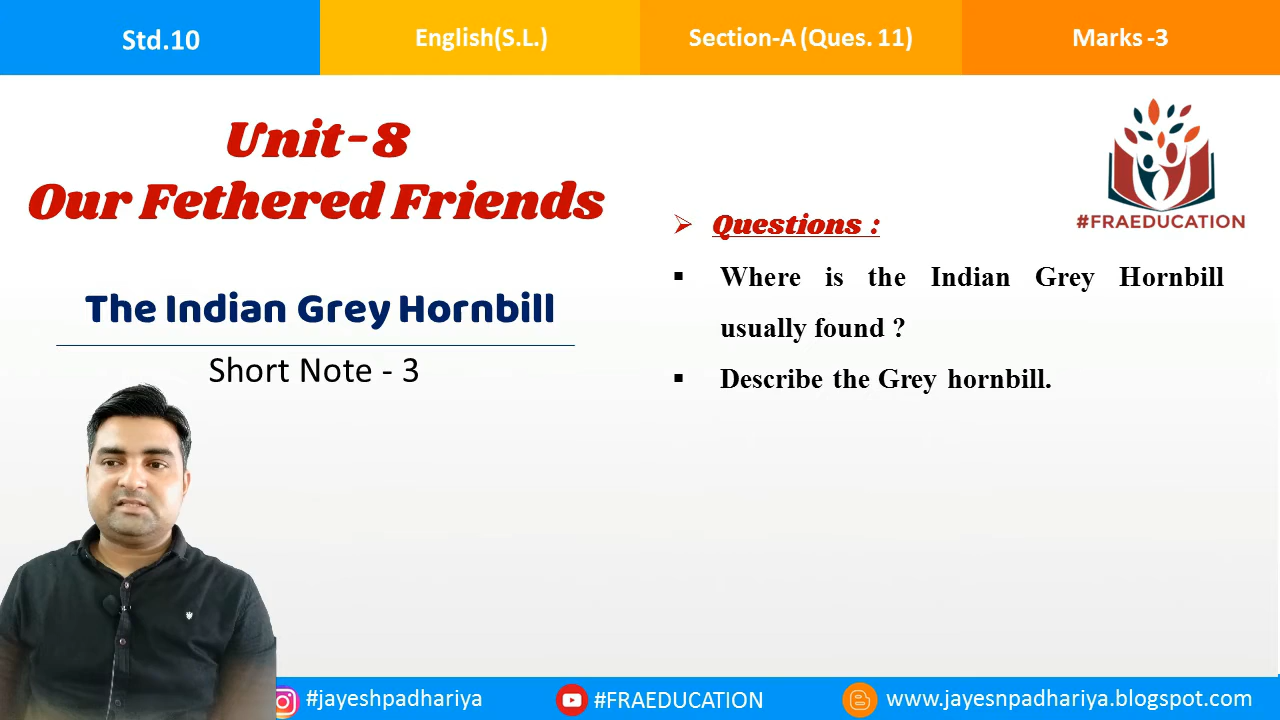 Std.10
English(S.L.)
Section-A (Ques. 11)
Marks -3
Unit-8
Our Fethered Friends
The Indian Grey Hornbill
Short Note - 3
#FRAEDUCATION
➢ Questions :
▪ Where is the Indian Grey Hornbill
usually found ?
▪ Describe the Grey hornbill.
#jayeshpadhariya
#FRAEDUCATION
www.jayesnpadhariya.blogspot.com